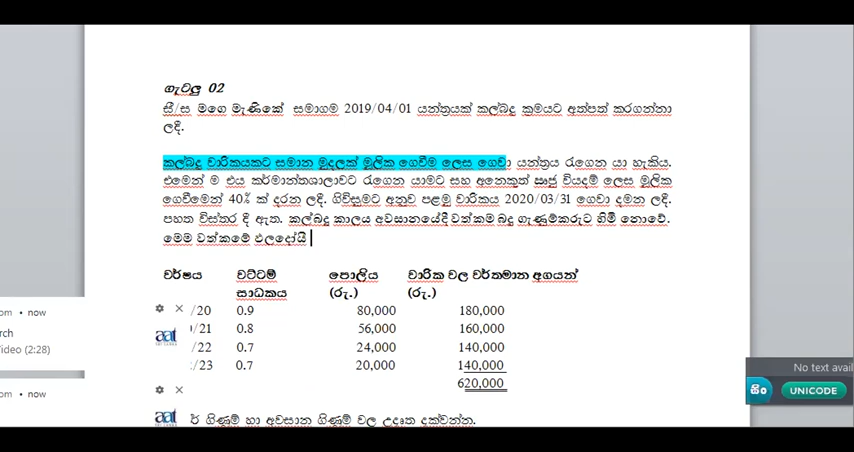 ගැටලු 02
සී/ස මගෙ මැණිකේ සමාගම 2019/04/01 යන්ත්‍රයක් කල්බදු ක්‍රමයට අත්පත් කරගන්නා
ලදී.
කල්බදු වාරිකයකට සමාන මුදලක් මූලික ගෙවීම ලෙස ගෙවා යන්ත්‍රය රැගෙන යා හැකිය.
එමෙන් ම එය කර්මාන්තශාලාවට රැගෙන යාමට සහ අනෙකුත් සෘජු වියදම් ලෙස මූලික
ගෙවීමෙන් 40% ක් දරන ලදී. ගිවිසුමට අනුව පළමු වාරිකය 2020/03/31 ගෙවා දමන ලදී.
පහත විස්තර දි ඇත. කල්බදු කාලය අවසානයේදී වත්කම බදු ගැණුම්කරුට හිමි නොවේ.
මෙම වත්කමේ ඵලදෝයී
වර්ෂය වට්ටම් පොලිය වාරික වල වර්තමාන අගයන්
සාධකය (රු.) (රු.)
/20 0.9 80,000 180,000
/21 0.8 56,000 160,000
/22 0.7 24,000 140,000
/23 0.7 20,000 140,000
620,000
ර් ගිණුම් හා අවසාන ගිණුම් වල උදෘත දක්වන්න.
om • now
rch
Video (2:28)
om • now
aat
aat
No text avail
සිං UNICODE